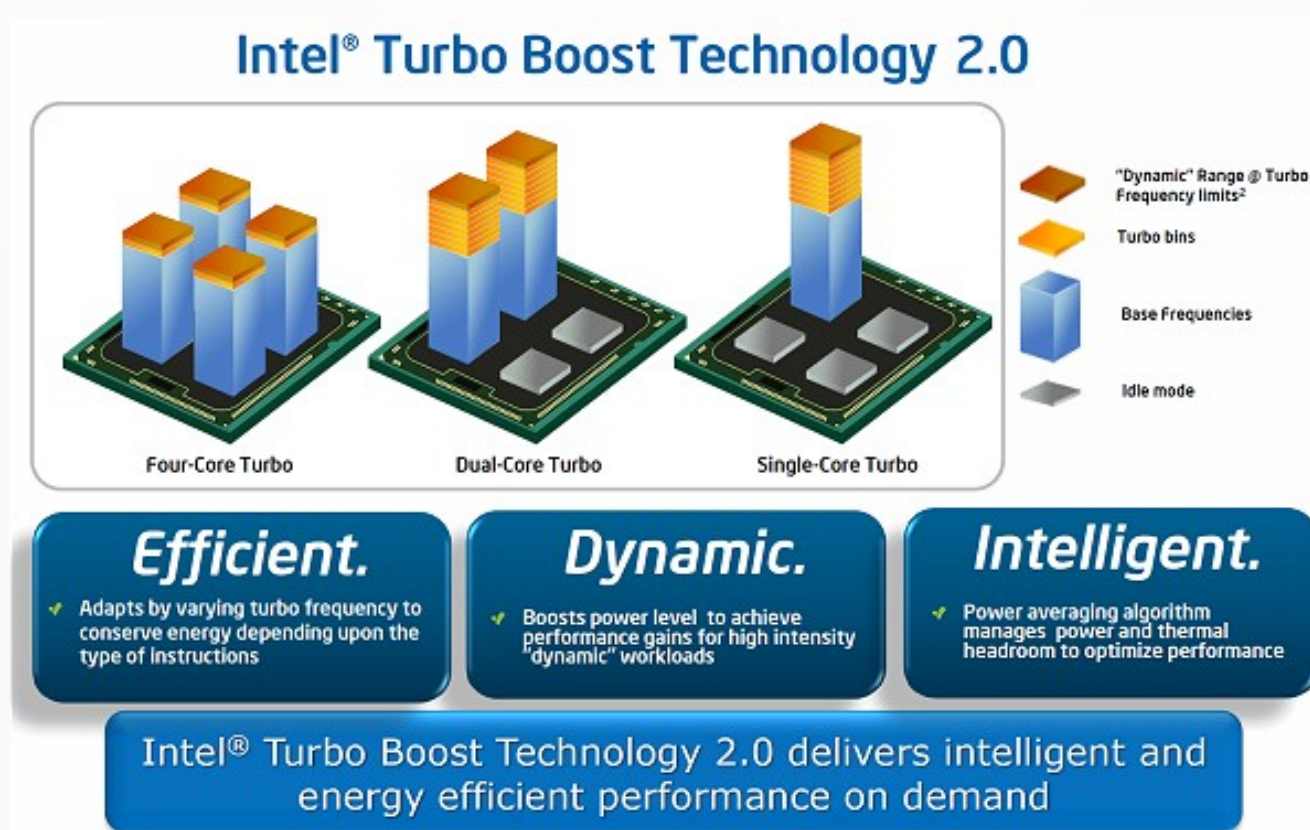 Intel® Turbo Boost Technology 2.0
"Dynamic" Range @ Turbo
Frequency limits²
Turbo bins
Base Frequencies
Idle mode
Four-Core Turbo
Dual-Core Turbo
Single-Core Turbo
Efficient.
Adapts by varying turbo frequency to
conserve energy depending upon the
type of instructions
Dynamic.
Boosts power level to achieve
performance gains for high intensity
"dynamic" workloads
Intelligent.
Power averaging algorithm
manages power and thermal
headroom to optimize performance
Intel® Turbo Boost Technology 2.0 delivers intelligent and
energy efficient performance on demand